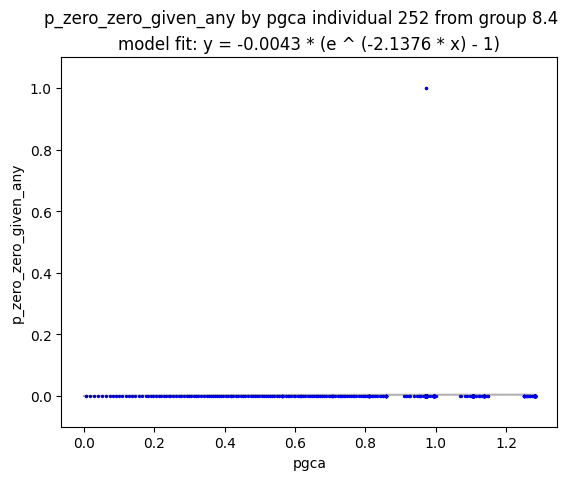 p_zero_zero_given_any by pgca individual 252 from group 8.4
model fit: y = -0.0043 * (e ^ (-2.1376 * x) - 1)
1.0
0.8
0.6
0.4
0.2
0.0
p_zero_zero_given_any
0.0 0.2 0.4 0.6 0.8 1.0 1.2
pgca